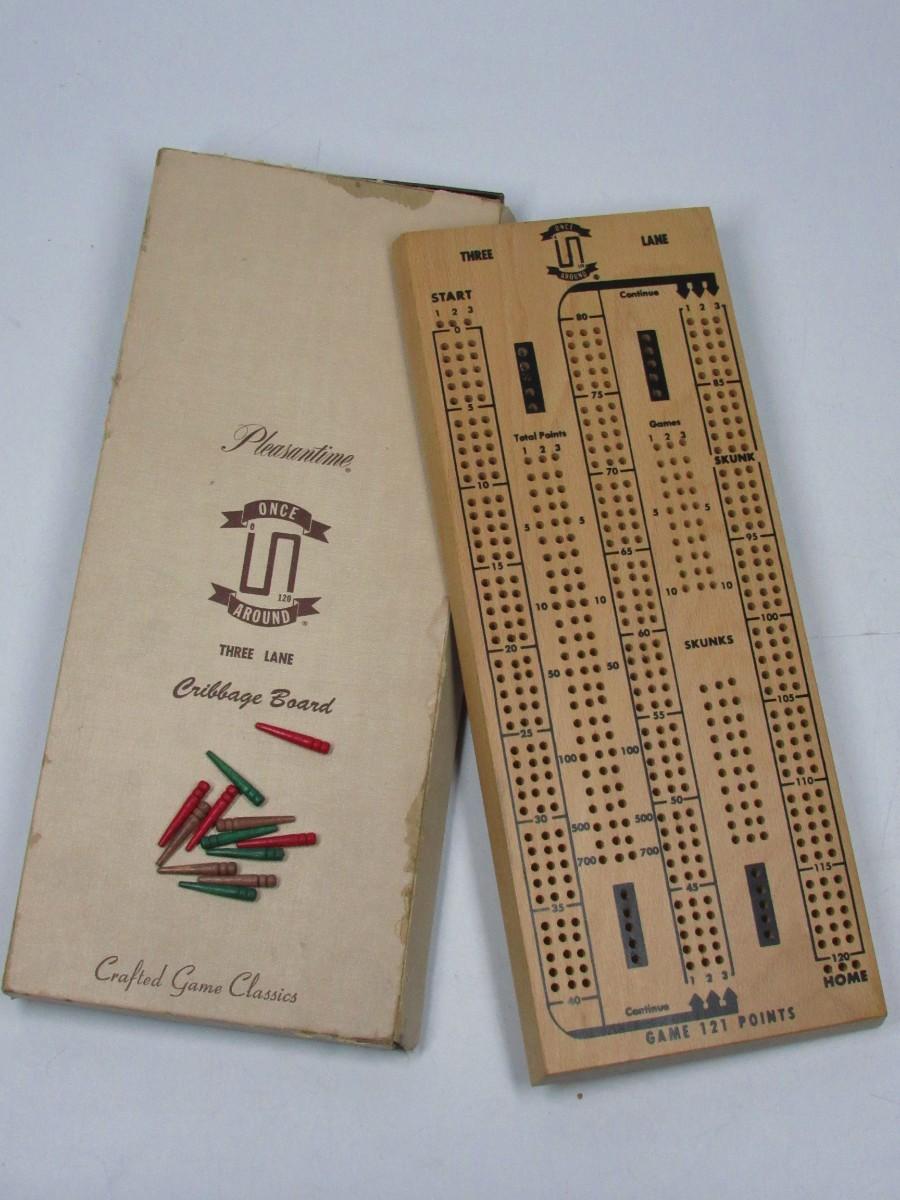 Pleasantime®
ONCE
0
120
AROUND®
THREE LANE
Cribbage Board
Crafted Game Classics
THREE
ONCE
AROUND
LANE
START
1 2 3
0
5
10
15
20
25
30
35
40
Continue
GAME 121 POINTS
Total Points
1 2 3
5 5
10 10
50 50
100 100
500 500
700 700
80
75
70
65
60
55
50
45
1 2 3
Continue
Games
1 2 3
5 5
10 10
SKUNKS
1 2 3
85
SKUNK
95
100
105
110
115
120
HOME